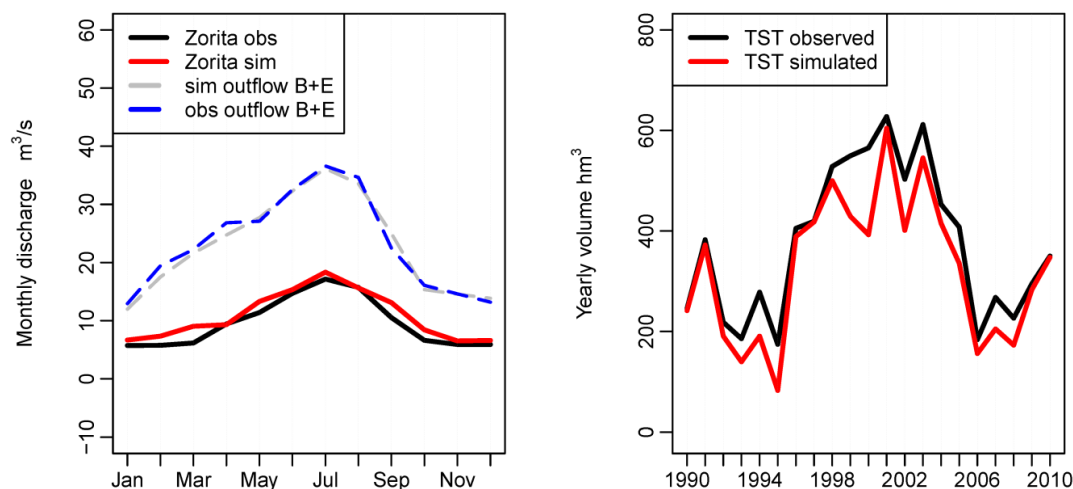 Monthly discharge m³/s
60
50
40
30
20
10
0
−10
Zorita obs
Zorita sim
sim outflow B+E
obs outflow B+E
Jan Mar May Jul Sep Nov
Yearly volume hm³
800
600
400
200
0
TST observed
TST simulated
1990 1994 1998 2002 2006 2010